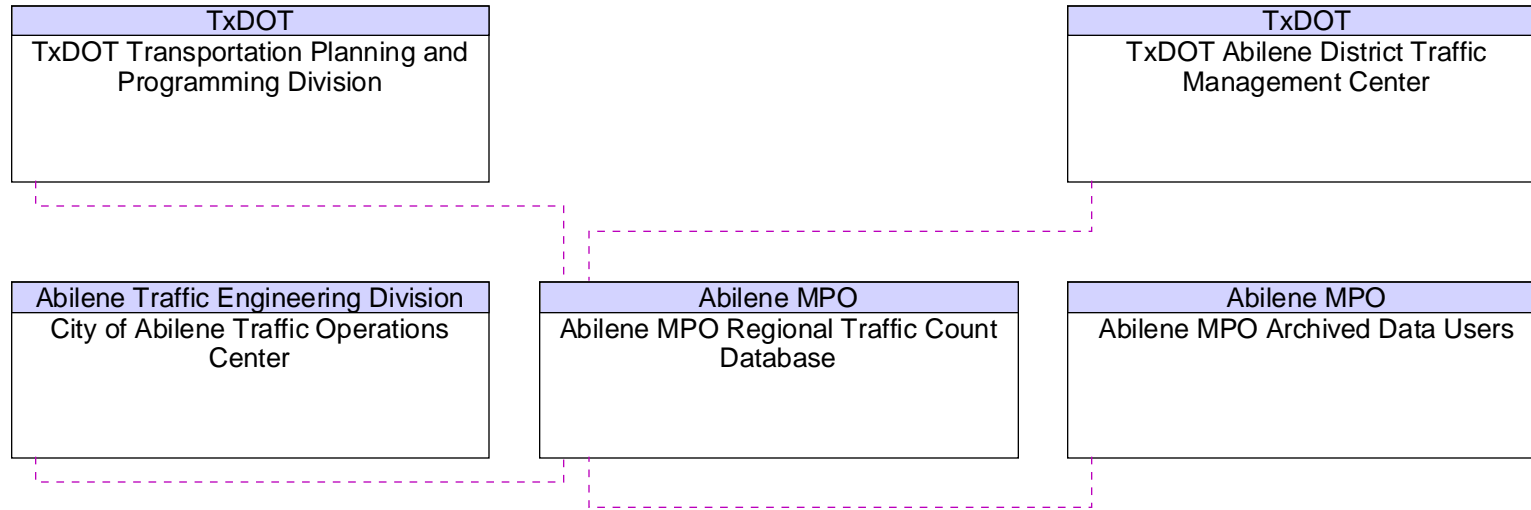 TxDOT
TxDOT Transportation Planning and
Programming Division
TxDOT
TxDOT Abilene District Traffic
Management Center
Abilene Traffic Engineering Division
City of Abilene Traffic Operations
Center
Abilene MPO
Abilene MPO Regional Traffic Count
Database
Abilene MPO
Abilene MPO Archived Data Users